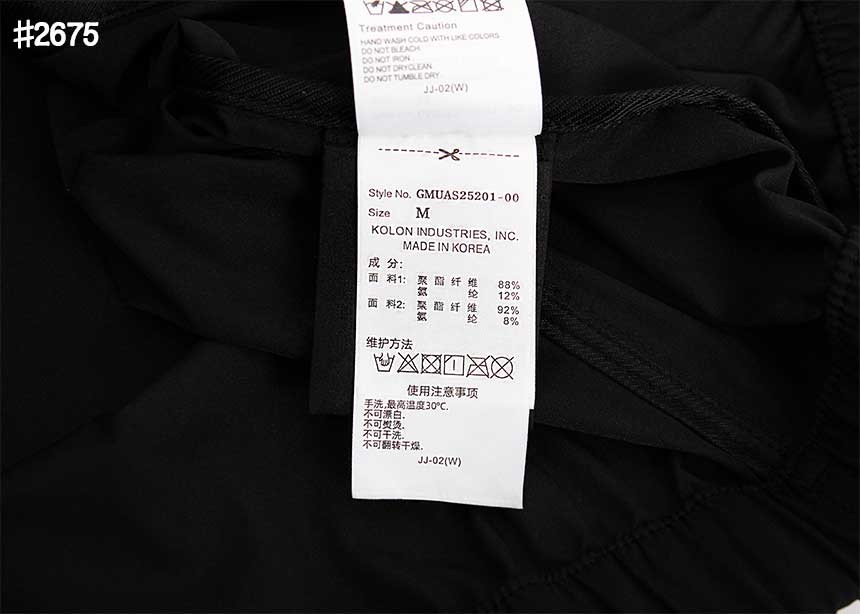 #2675
Treatment Caution
HAND WASH COLD WITH LIKE COLORS
DO NOT BLEACH
DO NOT IRON
DO NOT DRYCLEAN
DO NOT TUMBLE DRY
JJ-02(W)
Style No. GMUAS25201-00
Size M
KOLON INDUSTRIES, INC.
MADE IN KOREA
成 分:
面 料1: 聚 酯 纤 维 88%
氨 纶 12%
面 料2: 聚 酯 纤 维 92%
氨 纶 8%
维护方法
使用注意事项
手洗,最高温度30℃.
不可漂白.
不可熨烫.
不可干洗.
不可翻转干燥.
JJ-02(W)